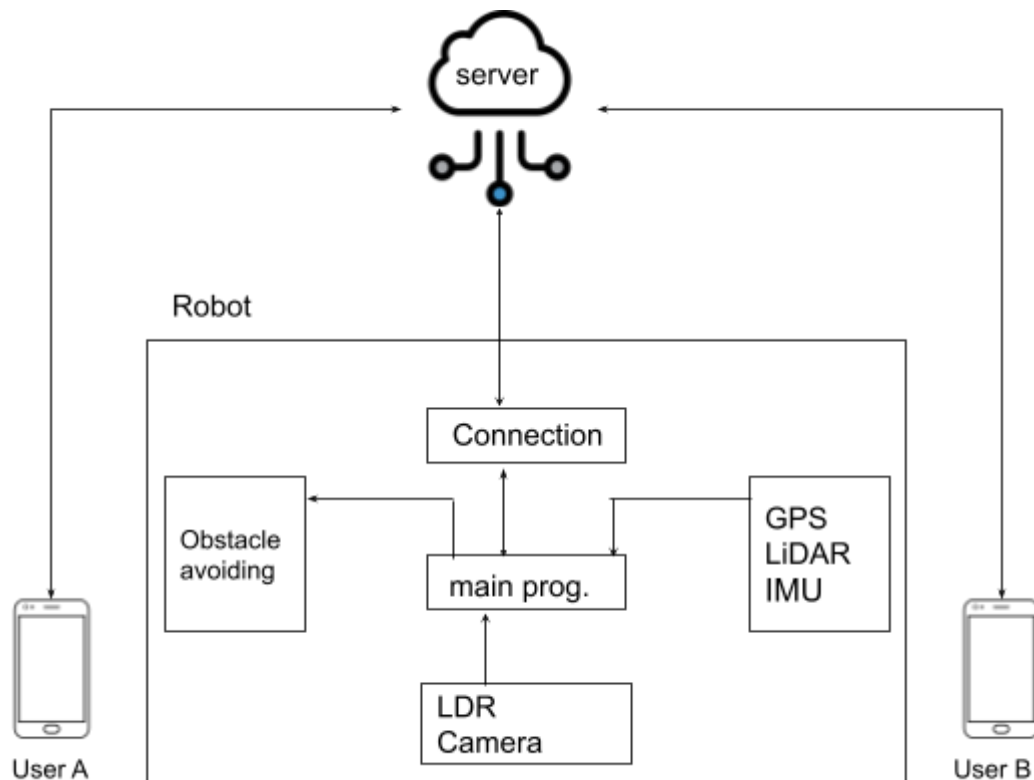 server
Robot
Connection
Obstacle
avoiding
GPS
LiDAR
IMU
main prog.
LDR
Camera
User A
User B